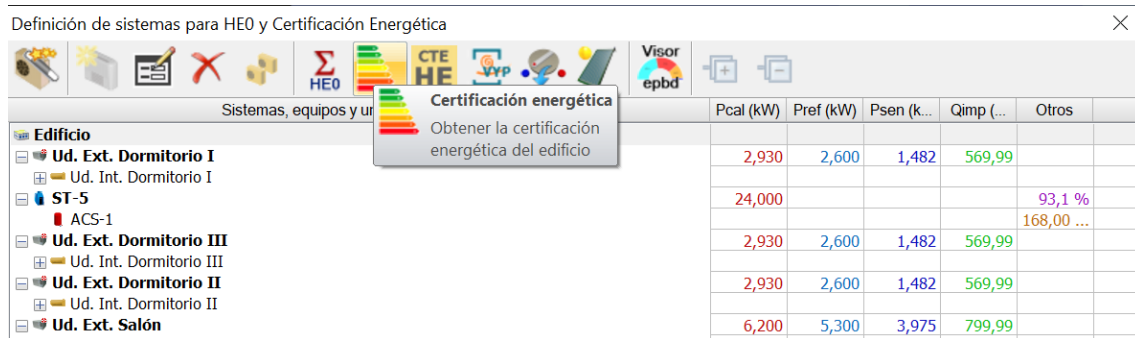 Definición de sistemas para HE0 y Certificación Energética
Σ HE0 CTE HE VYP Visor epbd
Sistemas, equipos y un Pcal (kW) Pref (kW) Psen (k... Qimp (... Otros
Certificación energética
Obtener la certificación
energética del edificio
Edificio
Ud. Ext. Dormitorio I 2,930 2,600 1,482 569,99
Ud. Int. Dormitorio I
ST-5 24,000 93,1 %
ACS-1 168,00 ...
Ud. Ext. Dormitorio III 2,930 2,600 1,482 569,99
Ud. Int. Dormitorio III
Ud. Ext. Dormitorio II 2,930 2,600 1,482 569,99
Ud. Int. Dormitorio II
Ud. Ext. Salón 6,200 5,300 3,975 799,99